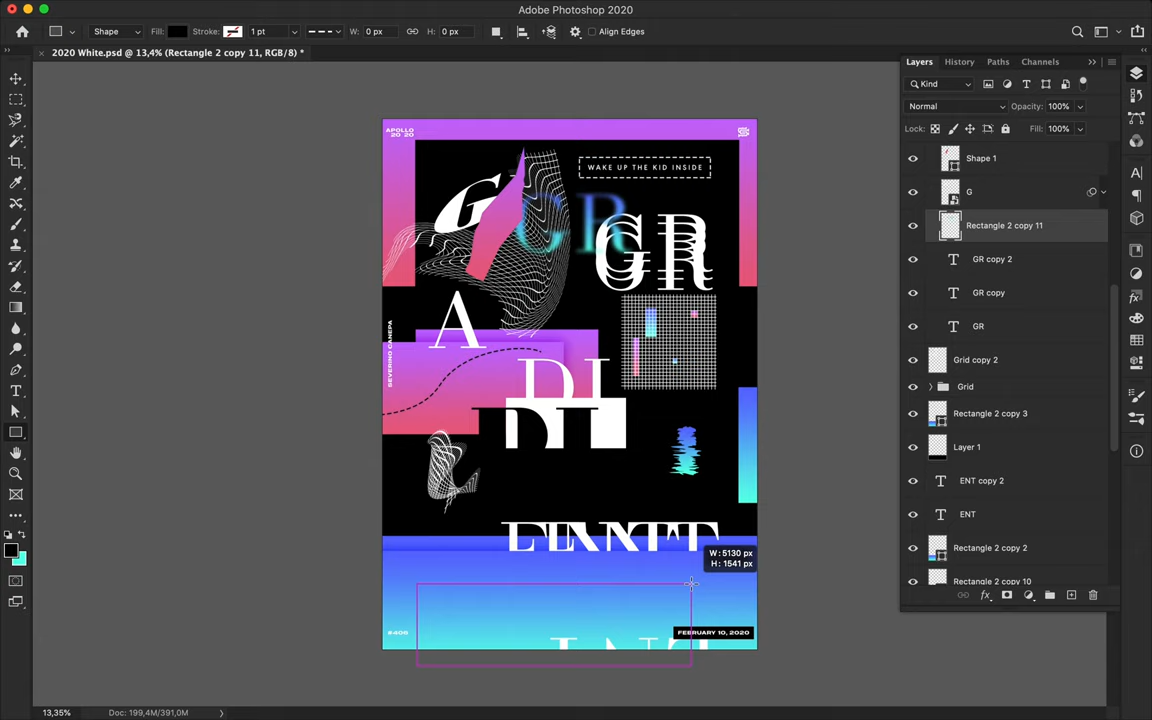 Adobe Photoshop 2020
Shape
Fill:
Stroke:
1 pt
W: 0 px
H: 0 px
Align Edges
2020 White.psd @ 13,4% (Rectangle 2 copy 11, RGB/8) *
Layers
History
Paths
Channels
Kind
Normal
Opacity: 100%
Lock:
Fill: 100%
Shape 1
G
Rectangle 2 copy 11
GR copy 2
GR copy
GR
Grid copy 2
Grid
Rectangle 2 copy 3
Layer 1
ENT copy 2
ENT
Rectangle 2 copy 2
Rectangle 2 copy 10
APOLLO
20 20
WAKE UP THE KID INSIDE
G
GR
GR
A
SEVERINO CANEPA
DI
DI
W: 5130 px
H: 1541 px
#406
FEBRUARY 10, 2020
13,35%
Doc: 199,4M/391,0M